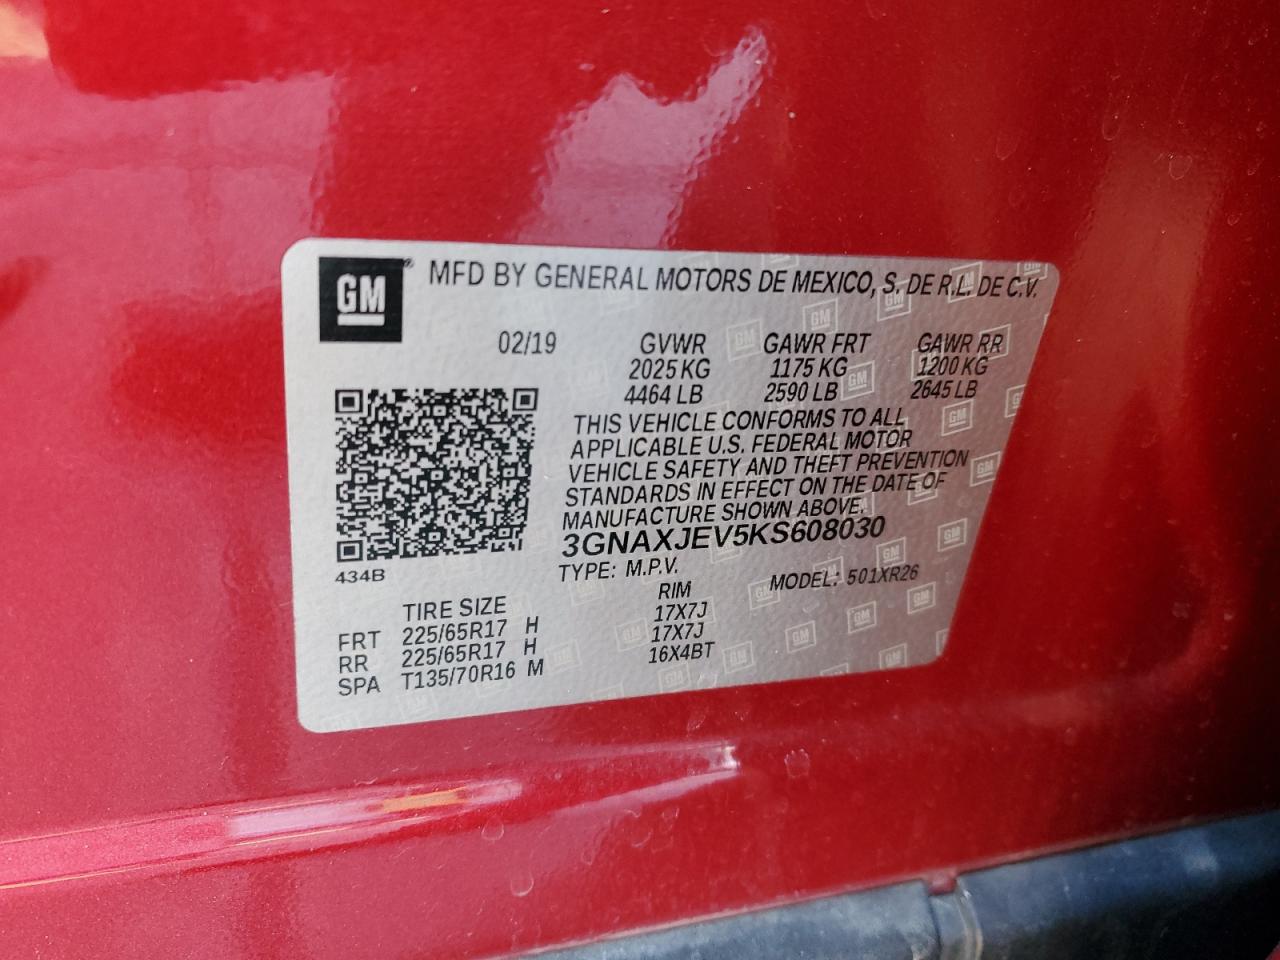 GM® MFD BY GENERAL MOTORS DE MEXICO, S. DE R.L. DE C.V.
02/19 GVWR GAWR FRT GAWR RR
2025 KG 1175 KG 1200 KG
4464 LB 2590 LB 2645 LB
THIS VEHICLE CONFORMS TO ALL
APPLICABLE U.S. FEDERAL MOTOR
VEHICLE SAFETY AND THEFT PREVENTION
STANDARDS IN EFFECT ON THE DATE OF
MANUFACTURE SHOWN ABOVE.
3GNAXJEV5KS608030
434B TYPE: M.P.V. MODEL: 501XR26
TIRE SIZE RIM
FRT 225/65R17 H 17X7J
RR 225/65R17 H 17X7J
SPA T135/70R16 M 16X4BT